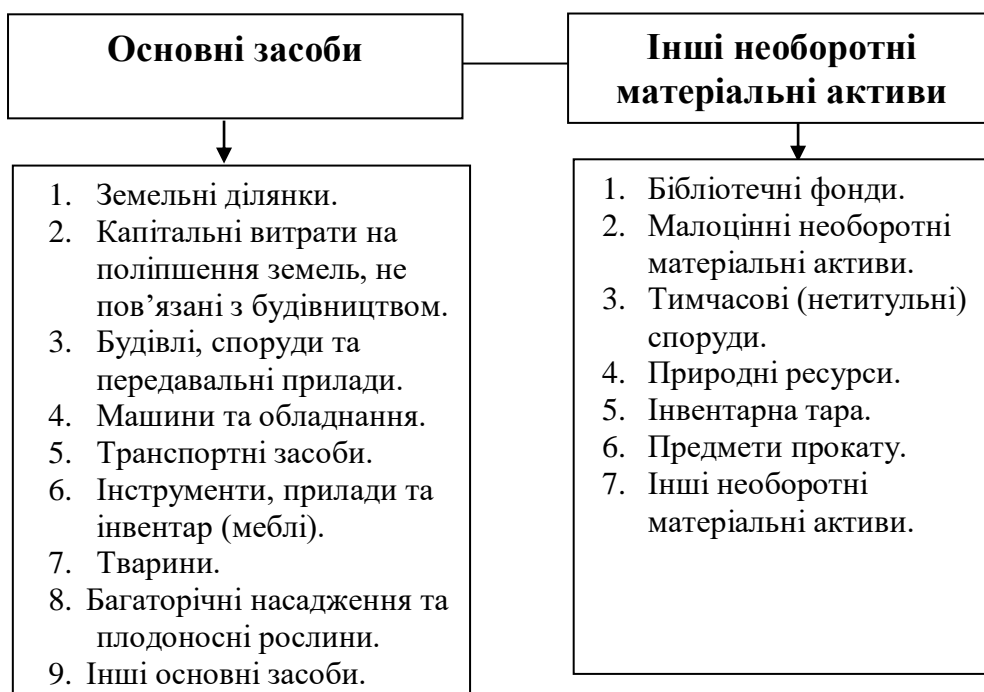 Основні засоби
Інші необоротні
матеріальні активи
1. Земельні ділянки.
2. Капітальні витрати на
поліпшення земель, не
пов’язані з будівництвом.
3. Будівлі, споруди та
передавальні прилади.
4. Машини та обладнання.
5. Транспортні засоби.
6. Інструменти, прилади та
інвентар (меблі).
7. Тварини.
8. Багаторічні насадження та
плодоносні рослини.
9. Інші основні засоби.
1. Бібліотечні фонди.
2. Малоцінні необоротні
матеріальні активи.
3. Тимчасові (нетитульні)
споруди.
4. Природні ресурси.
5. Інвентарна тара.
6. Предмети прокату.
7. Інші необоротні
матеріальні активи.